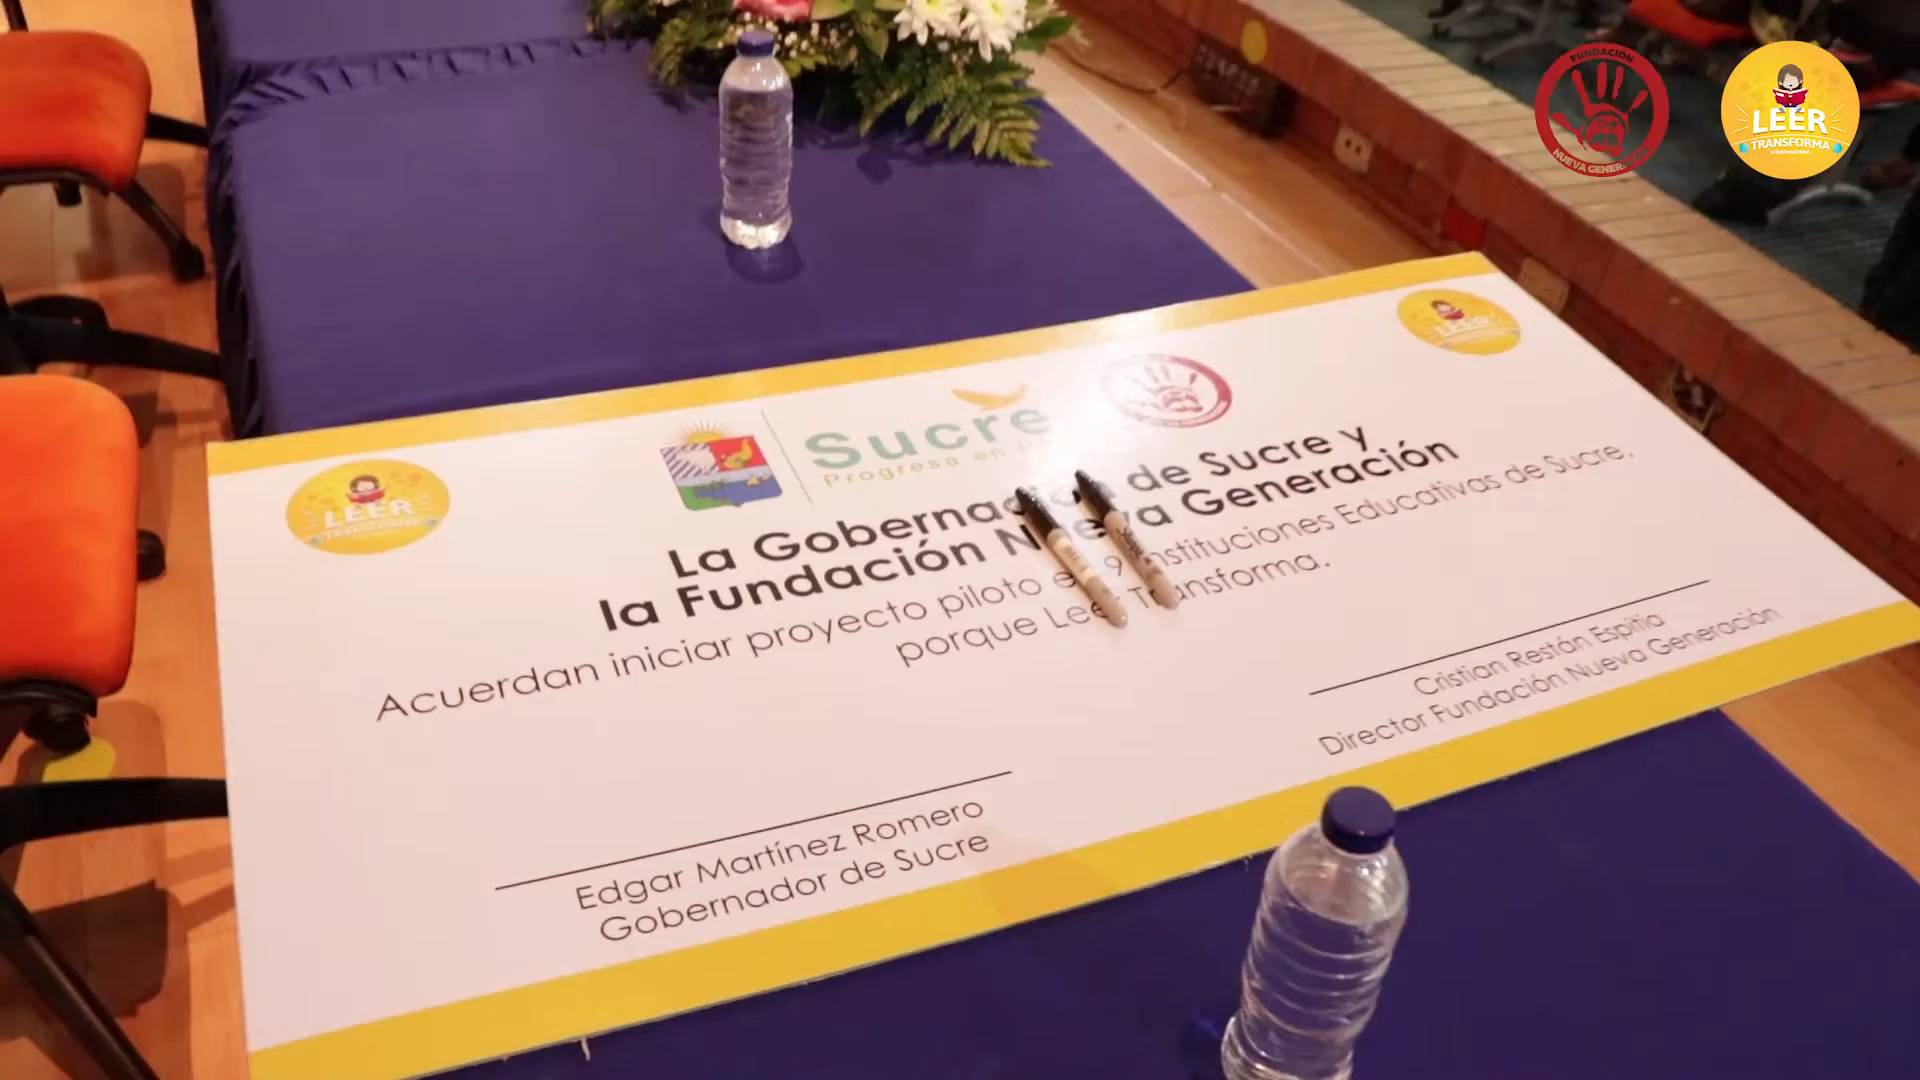 FUNDACIÓN
NUEVA GENERACIÓN
LEER
TRANSFORMA
LEER
Sucre
Progresa en
LEER
TRANSFORMA
La Gobernación de Sucre y
la Fundación Nueva Generación
Acuerdan iniciar proyecto piloto en 9 Instituciones Educativas de Sucre,
porque Leer Transforma.
Cristian Restán Espitia
Director Fundación Nueva Generación
Edgar Martínez Romero
Gobernador de Sucre